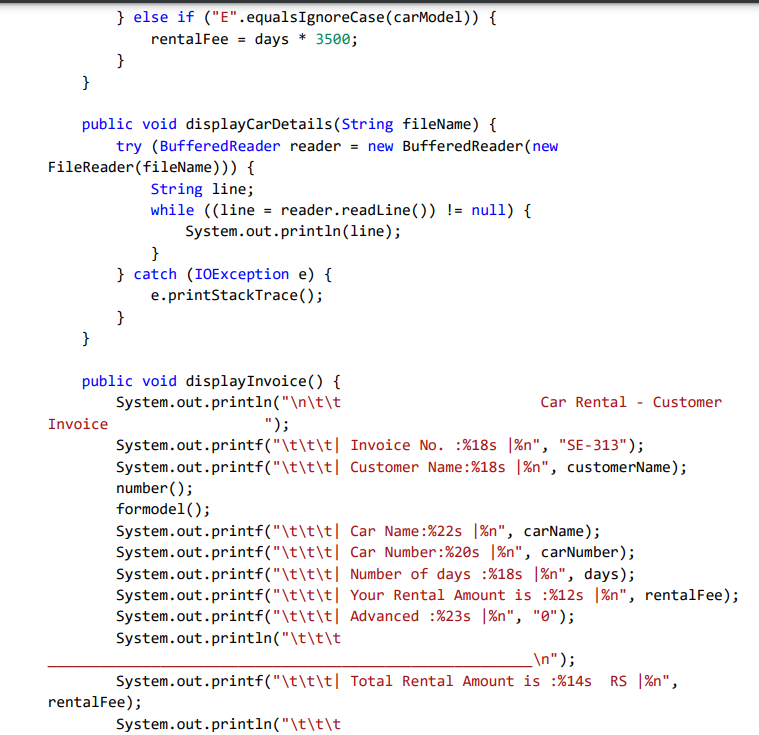 } else if ("E".equalsIgnoreCase(carModel)) {
            rentalFee = days * 3500;
        }
    }

    public void displayCarDetails(String fileName) {
        try (BufferedReader reader = new BufferedReader(new
FileReader(fileName))) {
            String line;
            while ((line = reader.readLine()) != null) {
                System.out.println(line);
            }
        } catch (IOException e) {
            e.printStackTrace();
        }
    }

    public void displayInvoice() {
        System.out.println("\n\t\t                       Car Rental - Customer
Invoice                  ");
        System.out.printf("\t\t\t| Invoice No. :%18s |%n", "SE-313");
        System.out.printf("\t\t\t| Customer Name:%18s |%n", customerName);
        number();
        formodel();
        System.out.printf("\t\t\t| Car Name:%22s |%n", carName);
        System.out.printf("\t\t\t| Car Number:%20s |%n", carNumber);
        System.out.printf("\t\t\t| Number of days :%18s |%n", days);
        System.out.printf("\t\t\t| Your Rental Amount is :%12s |%n", rentalFee);
        System.out.printf("\t\t\t| Advanced :%23s |%n", "0");
        System.out.println("\t\t\t
________________________________________________________\n");
        System.out.printf("\t\t\t| Total Rental Amount is :%14s  RS |%n",
rentalFee);
        System.out.println("\t\t\t